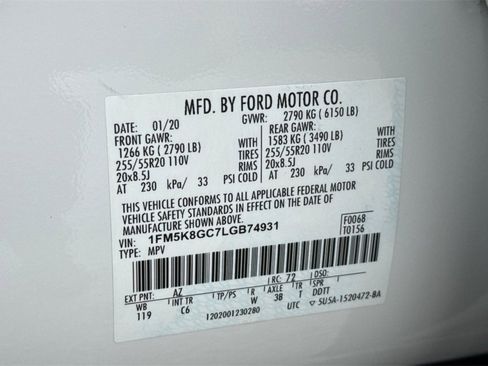 MFD. BY FORD MOTOR CO.
DATE: 01/20 GVWR: 2790 KG ( 6150 LB)
FRONT GAWR: REAR GAWR:
1266 KG ( 2790 LB) WITH 1583 KG ( 3490 LB) WITH
255/55R20 110V TIRES 255/55R20 110V TIRES
20x8.5J RIMS 20x8.5J RIMS
AT 230 kPa/ 33 PSI COLD AT 230 kPa/ 33 PSI COLD
THIS VEHICLE CONFORMS TO ALL APPLICABLE FEDERAL MOTOR
VEHICLE SAFETY STANDARDS IN EFFECT ON THE DATE OF
MANUFACTURE SHOWN ABOVE.
VIN: 1FM5K8GC7LGB74931 F0068
TYPE: MPV T0156
EXT PNT: AZ RC: 72 DSO:
WB INT TR TP/PS R AXLE TR SPR
119 C6 W 3B T DDTT
1202001230280 UTC 5U5A-1520472-BA